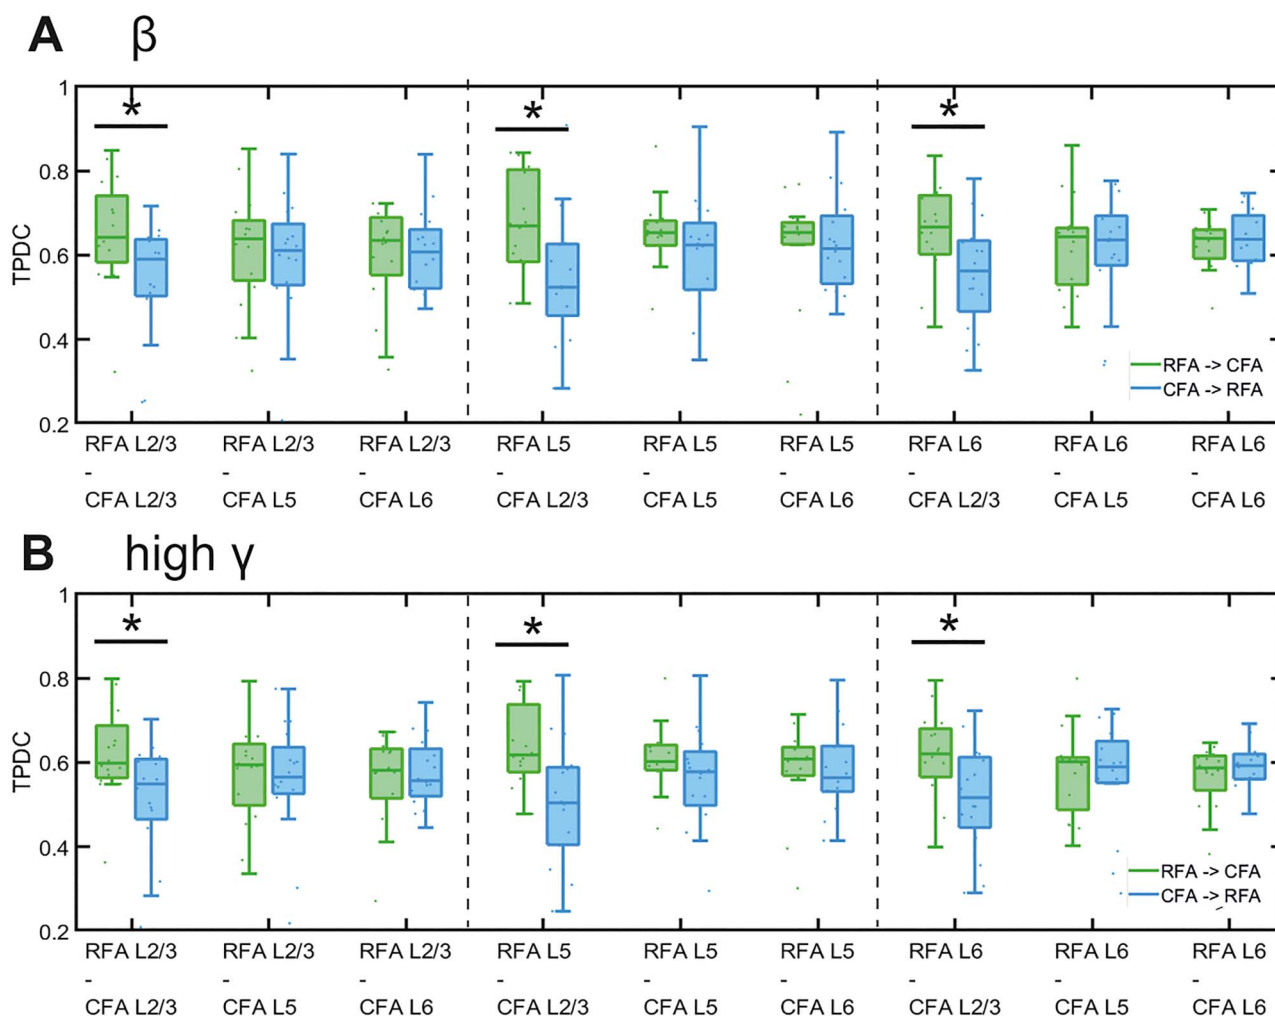 A β
1
*
*
*
0.8
0.6
0.4
0.2
TPDC
RFA -> CFA
CFA -> RFA
RFA L2/3 RFA L2/3 RFA L2/3 RFA L5 RFA L5 RFA L5 RFA L6 RFA L6 RFA L6
- - - - - - - - -
CFA L2/3 CFA L5 CFA L6 CFA L2/3 CFA L5 CFA L6 CFA L2/3 CFA L5 CFA L6
B high γ
1
*
*
*
0.8
0.6
0.4
0.2
TPDC
RFA -> CFA
CFA -> RFA
RFA L2/3 RFA L2/3 RFA L2/3 RFA L5 RFA L5 RFA L5 RFA L6 RFA L6 RFA L6
- - - - - - - - -
CFA L2/3 CFA L5 CFA L6 CFA L2/3 CFA L5 CFA L6 CFA L2/3 CFA L5 CFA L6